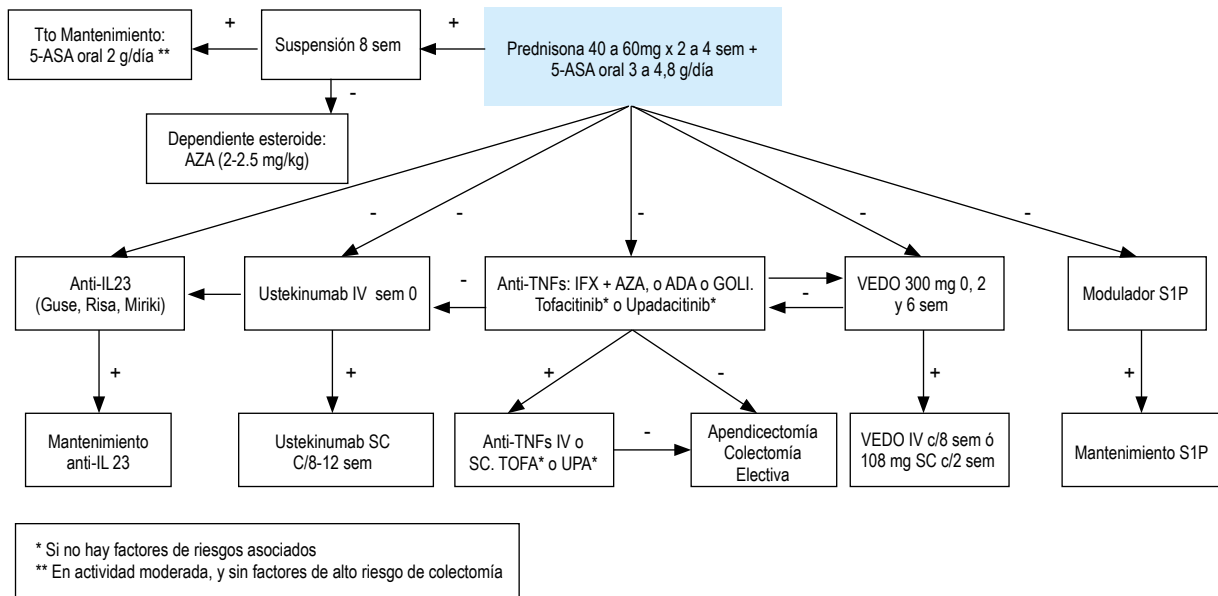 Tto Mantenimiento:
5-ASA oral 2 g/día **
+
Suspensión 8 sem
+
Prednisona 40 a 60mg x 2 a 4 sem +
5-ASA oral 3 a 4,8 g/día
-
Dependiente esteroide:
AZA (2-2.5 mg/kg)
-
-
-
-
-
Anti-IL23
(Guse, Risa, Miriki)
Ustekinumab IV sem 0
-
Anti-TNFs: IFX + AZA, o ADA o GOLI.
Tofacitinib* o Upadacitinib*
-
VEDO 300 mg 0, 2
y 6 sem
Modulador S1P
+
+
+
-
+
+
Mantenimiento
anti-IL 23
Ustekinumab SC
C/8-12 sem
Anti-TNFs IV o
SC. TOFA* o UPA*
-
Apendicectomía
Colectomía
Electiva
VEDO IV c/8 sem ó
108 mg SC c/2 sem
Mantenimiento S1P
* Si no hay factores de riesgos asociados
** En actividad moderada, y sin factores de alto riesgo de colectomía